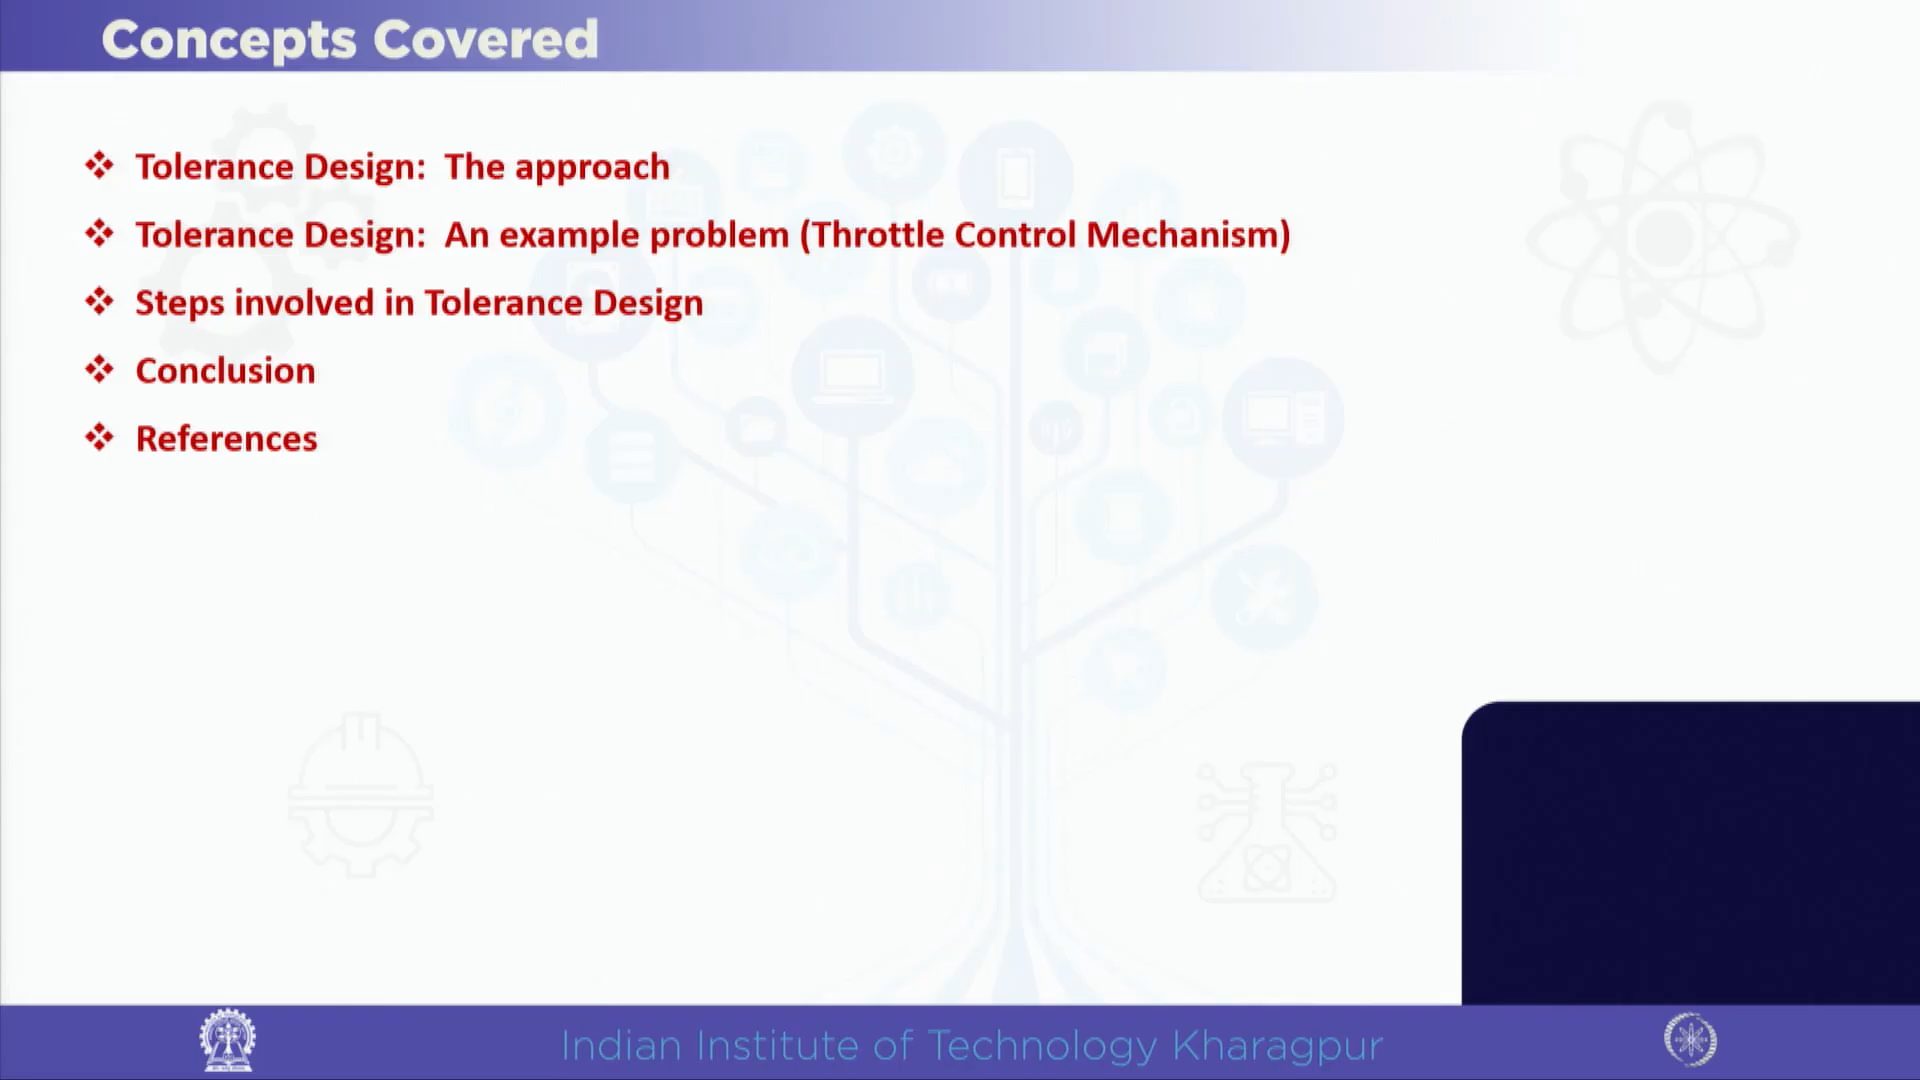 Concepts Covered
❖ Tolerance Design: The approach
❖ Tolerance Design: An example problem (Throttle Control Mechanism)
❖ Steps involved in Tolerance Design
❖ Conclusion
❖ References
Indian Institute of Technology Kharagpur